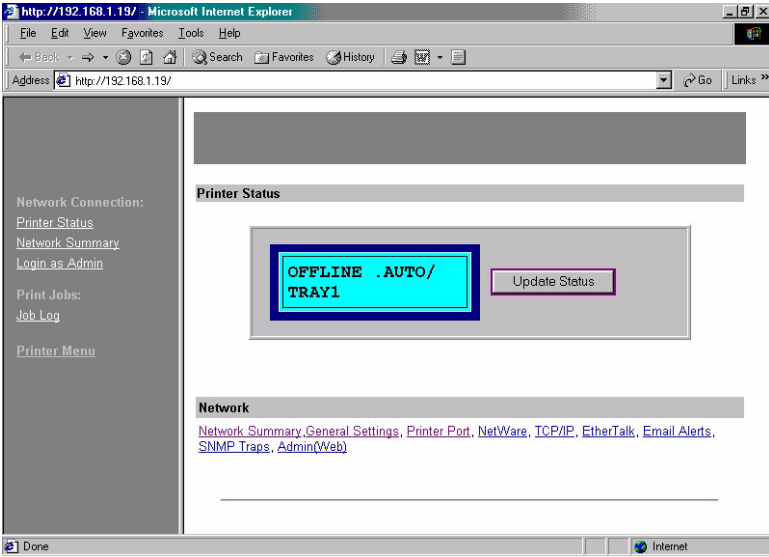 http://192.168.1.19/ - Microsoft Internet Explorer
File Edit View Favorites Tools Help
Back Search Favorites History
Address http://192.168.1.19/ Go Links »
Network Connection:
Printer Status
Network Summary
Login as Admin
Print Jobs:
Job Log
Printer Menu
Printer Status
OFFLINE .AUTO/
TRAY1
Update Status
Network
Network Summary,General Settings, Printer Port, NetWare, TCP/IP, EtherTalk, Email Alerts,
SNMP Traps, Admin(Web)
Done Internet